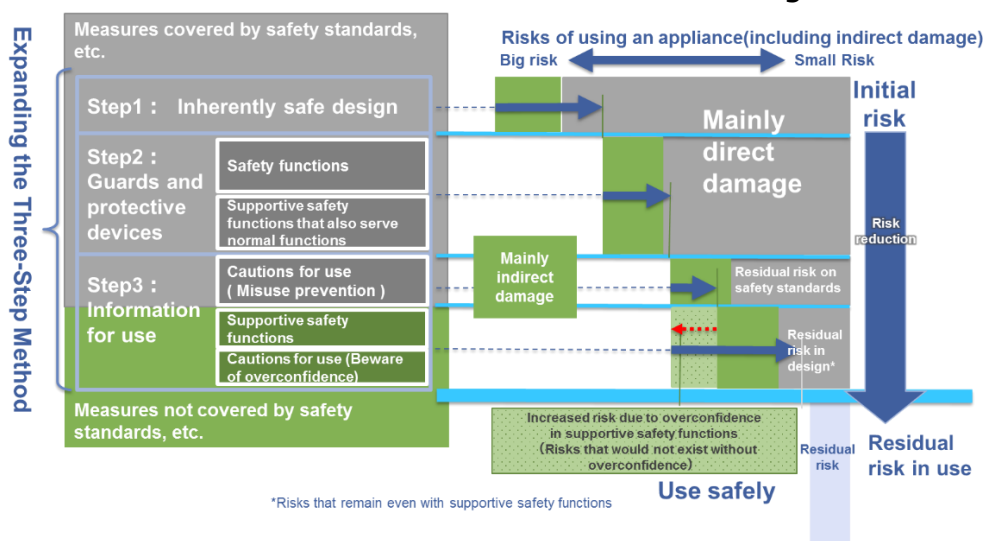 Expanding the Three-Step Method
Measures covered by safety standards,
etc.
Step1： Inherently safe design
Step2：
Guards and
protective
devices
Safety functions
Supportive safety
functions that also serve
normal functions
Step3：
Information
for use
Cautions for use
( Misuse prevention )
Supportive safety
functions
Cautions for use (Beware
of overconfidence)
Measures not covered by safety
standards, etc.
Risks of using an appliance(including indirect damage)
Big risk
Small Risk
Initial
risk
Mainly
direct
damage
Risk
reduction
Mainly
indirect
damage
Residual risk on
safety standards
Residual
risk in
design*
Increased risk due to overconfidence
in supportive safety functions
（Risks that would not exist without
overconfidence）
Residual
risk
Residual
risk in use
Use safely
*Risks that remain even with supportive safety functions